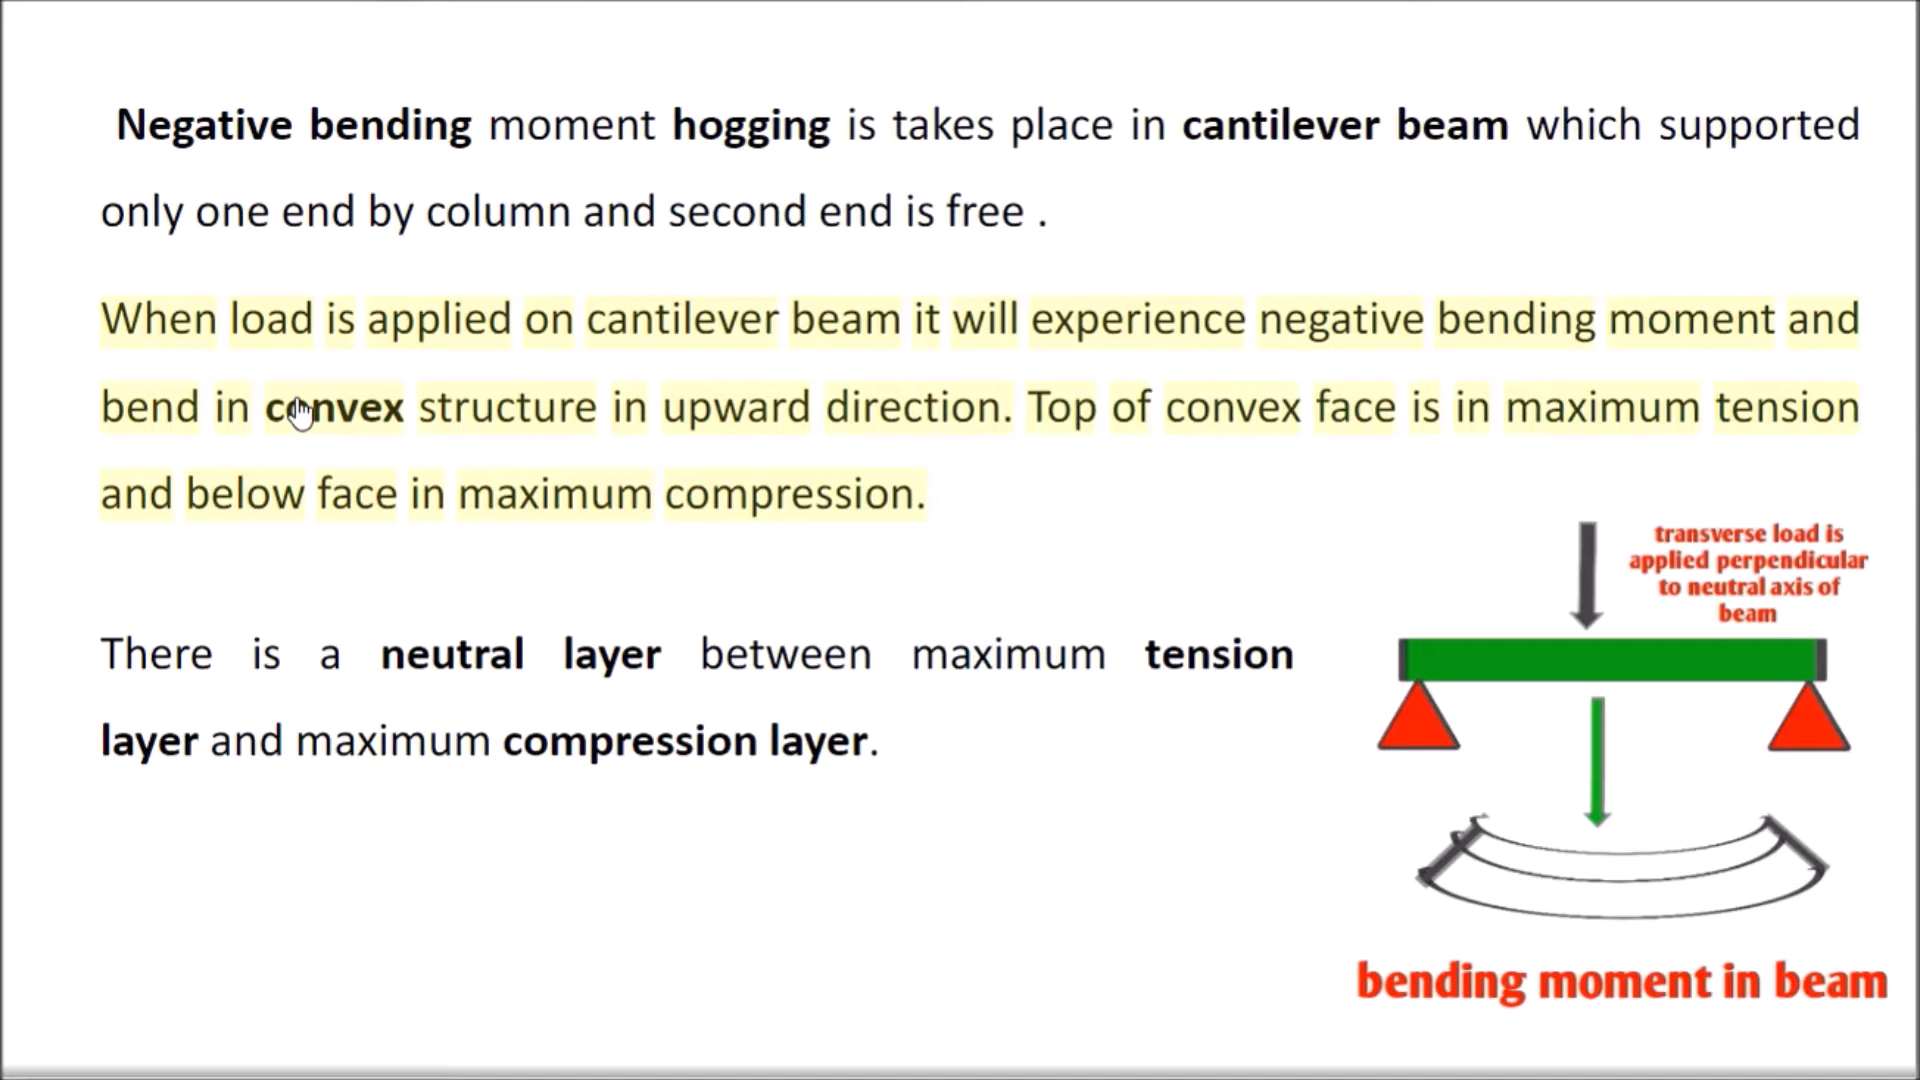 Negative bending moment hogging is takes place in cantilever beam which supported
only one end by column and second end is free .
When load is applied on cantilever beam it will experience negative bending moment and
bend in convex structure in upward direction. Top of convex face is in maximum tension
and below face in maximum compression.
There is a neutral layer between maximum tension
layer and maximum compression layer.
transverse load is
applied perpendicular
to neutral axis of
beam
bending moment in beam